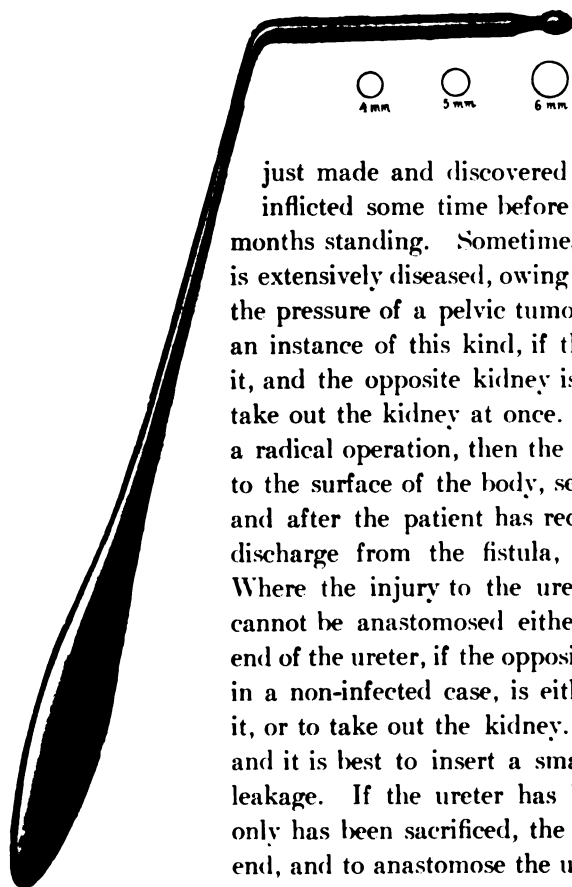 4 mm 5 mm 6 mm
just made and discovered
inflicted some time before
months standing. Sometime
is extensively diseased, owing
the pressure of a pelvic tumo
an instance of this kind, if th
it, and the opposite kidney is
take out the kidney at once.
a radical operation, then the
to the surface of the body, so
and after the patient has rec
discharge from the fistula,
Where the injury to the ure
cannot be anastomosed eithe
end of the ureter, if the opposi
in a non-infected case, is eith
it, or to take out the kidney.
and it is best to insert a sma
leakage. If the ureter has
only has been sacrificed, the
end, and to anastomose the u